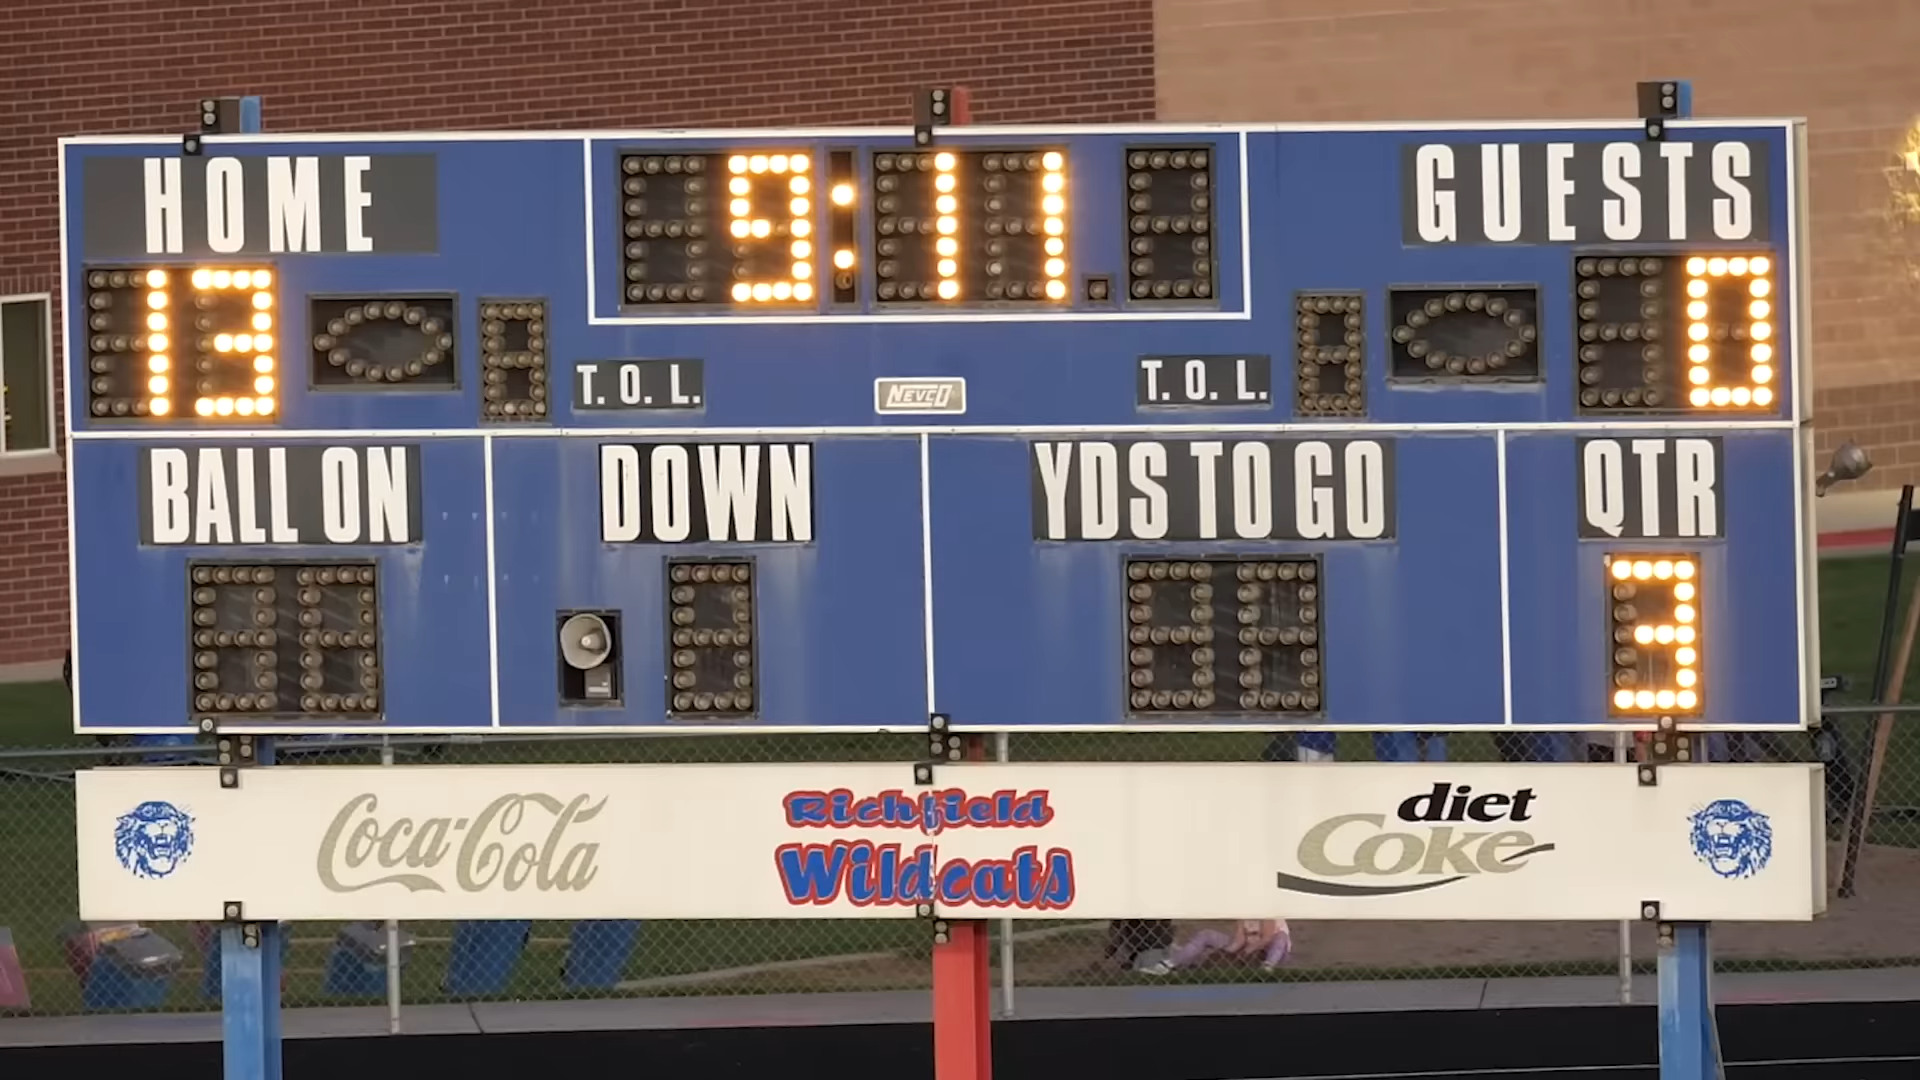 HOME 9:11 GUESTS
13 T.O.L. NEVCO T.O.L. 0
BALL ON DOWN YDS TO GO QTR
3
Coca-Cola Richfield Wildcats diet Coke